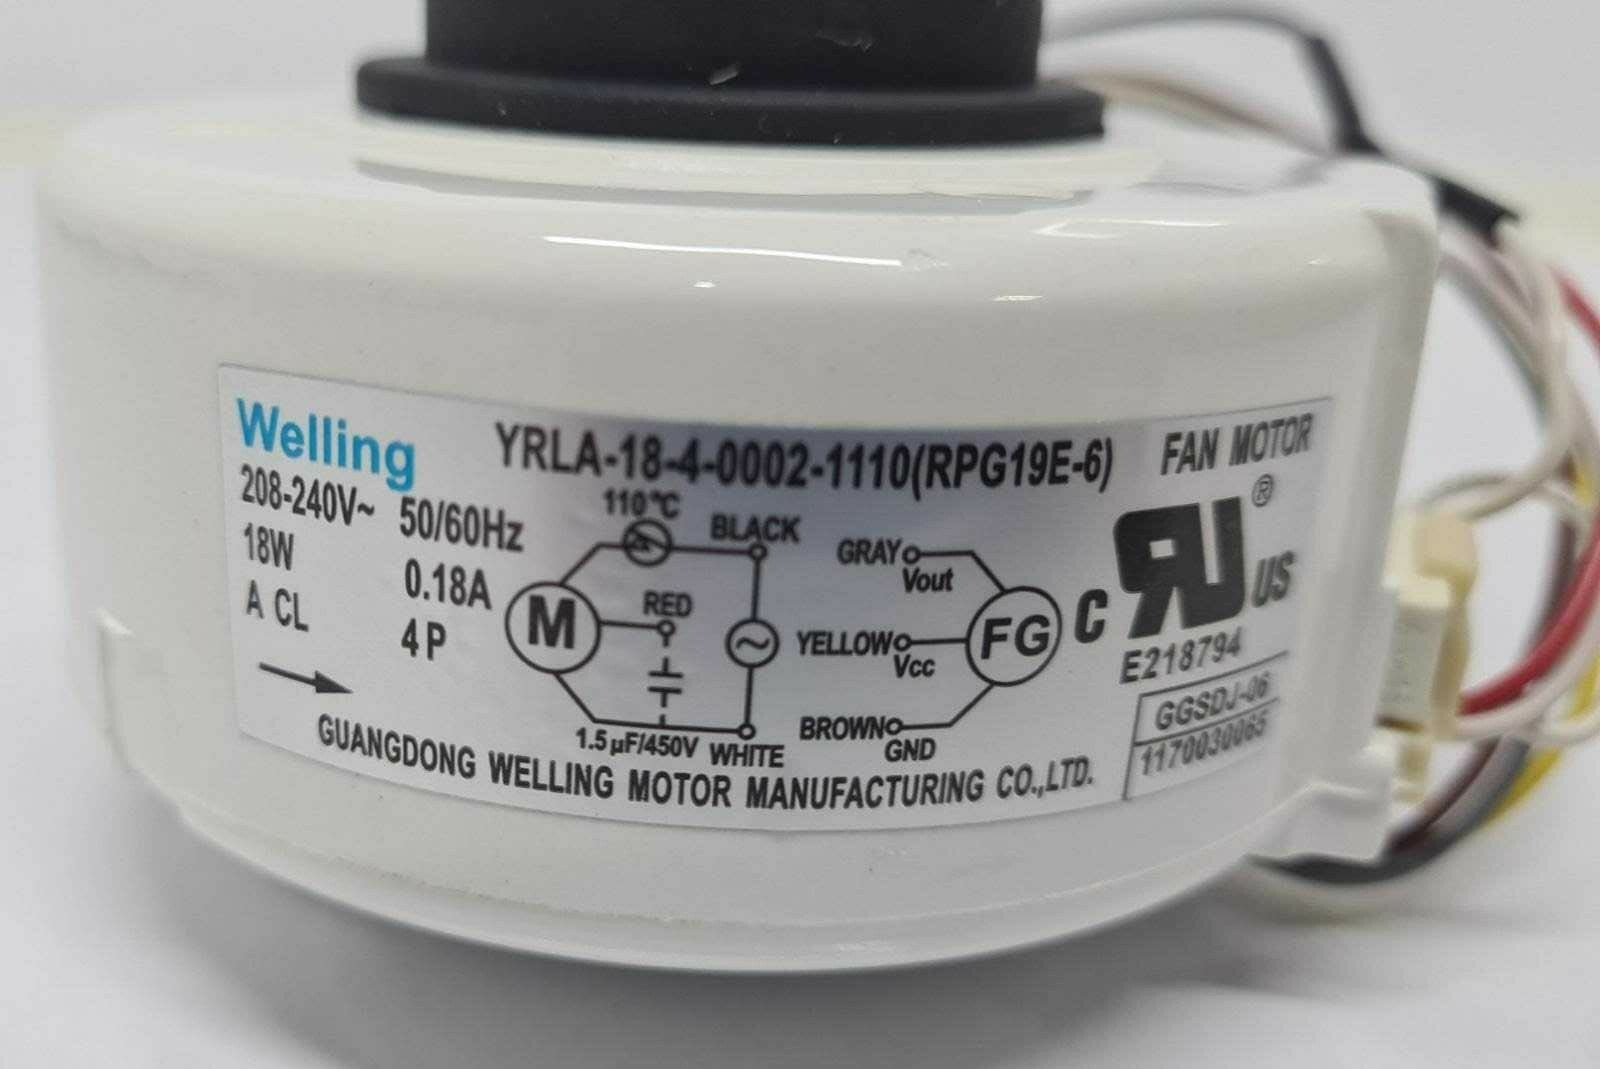 Welling
YRLA-18-4-0002-1110(RPG19E-6)
FAN MOTOR
208-240V~ 50/60Hz
18W 0.18A
A CL 4P
110℃
BLACK
RED
M
1.5μF/450V WHITE
GRAY
Vout
YELLOW
Vcc
FG
BROWN
GND
C RU US ®
E218794
GGSDJ-06
1170030065
GUANGDONG WELLING MOTOR MANUFACTURING CO.,LTD.